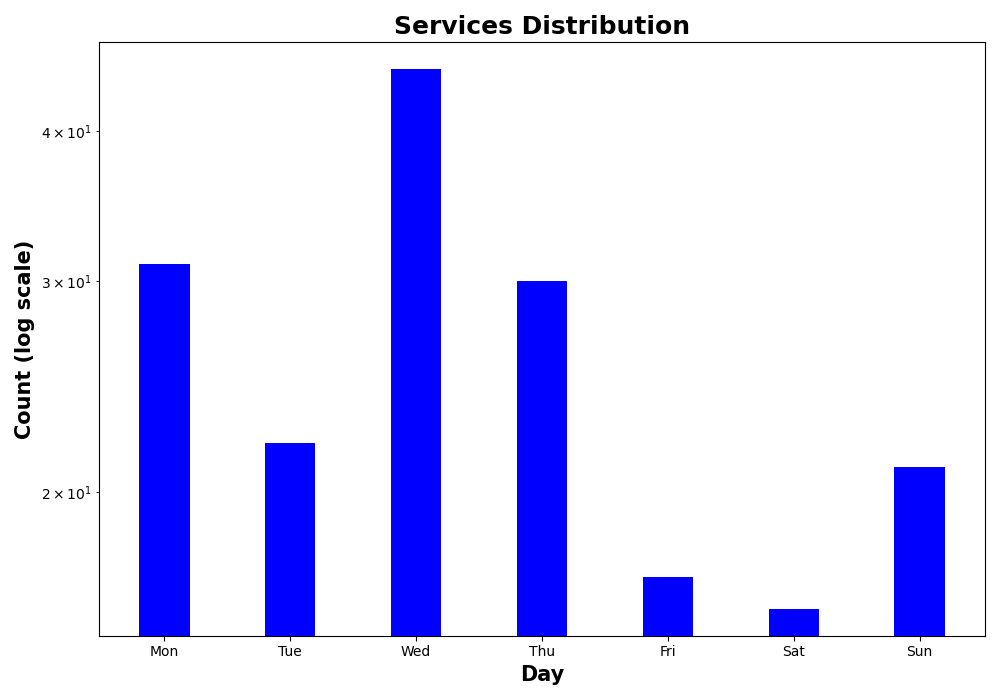 Services Distribution
Count (log scale)
4 × 10¹
3 × 10¹
2 × 10¹
Mon Tue Wed Thu Fri Sat Sun
Day